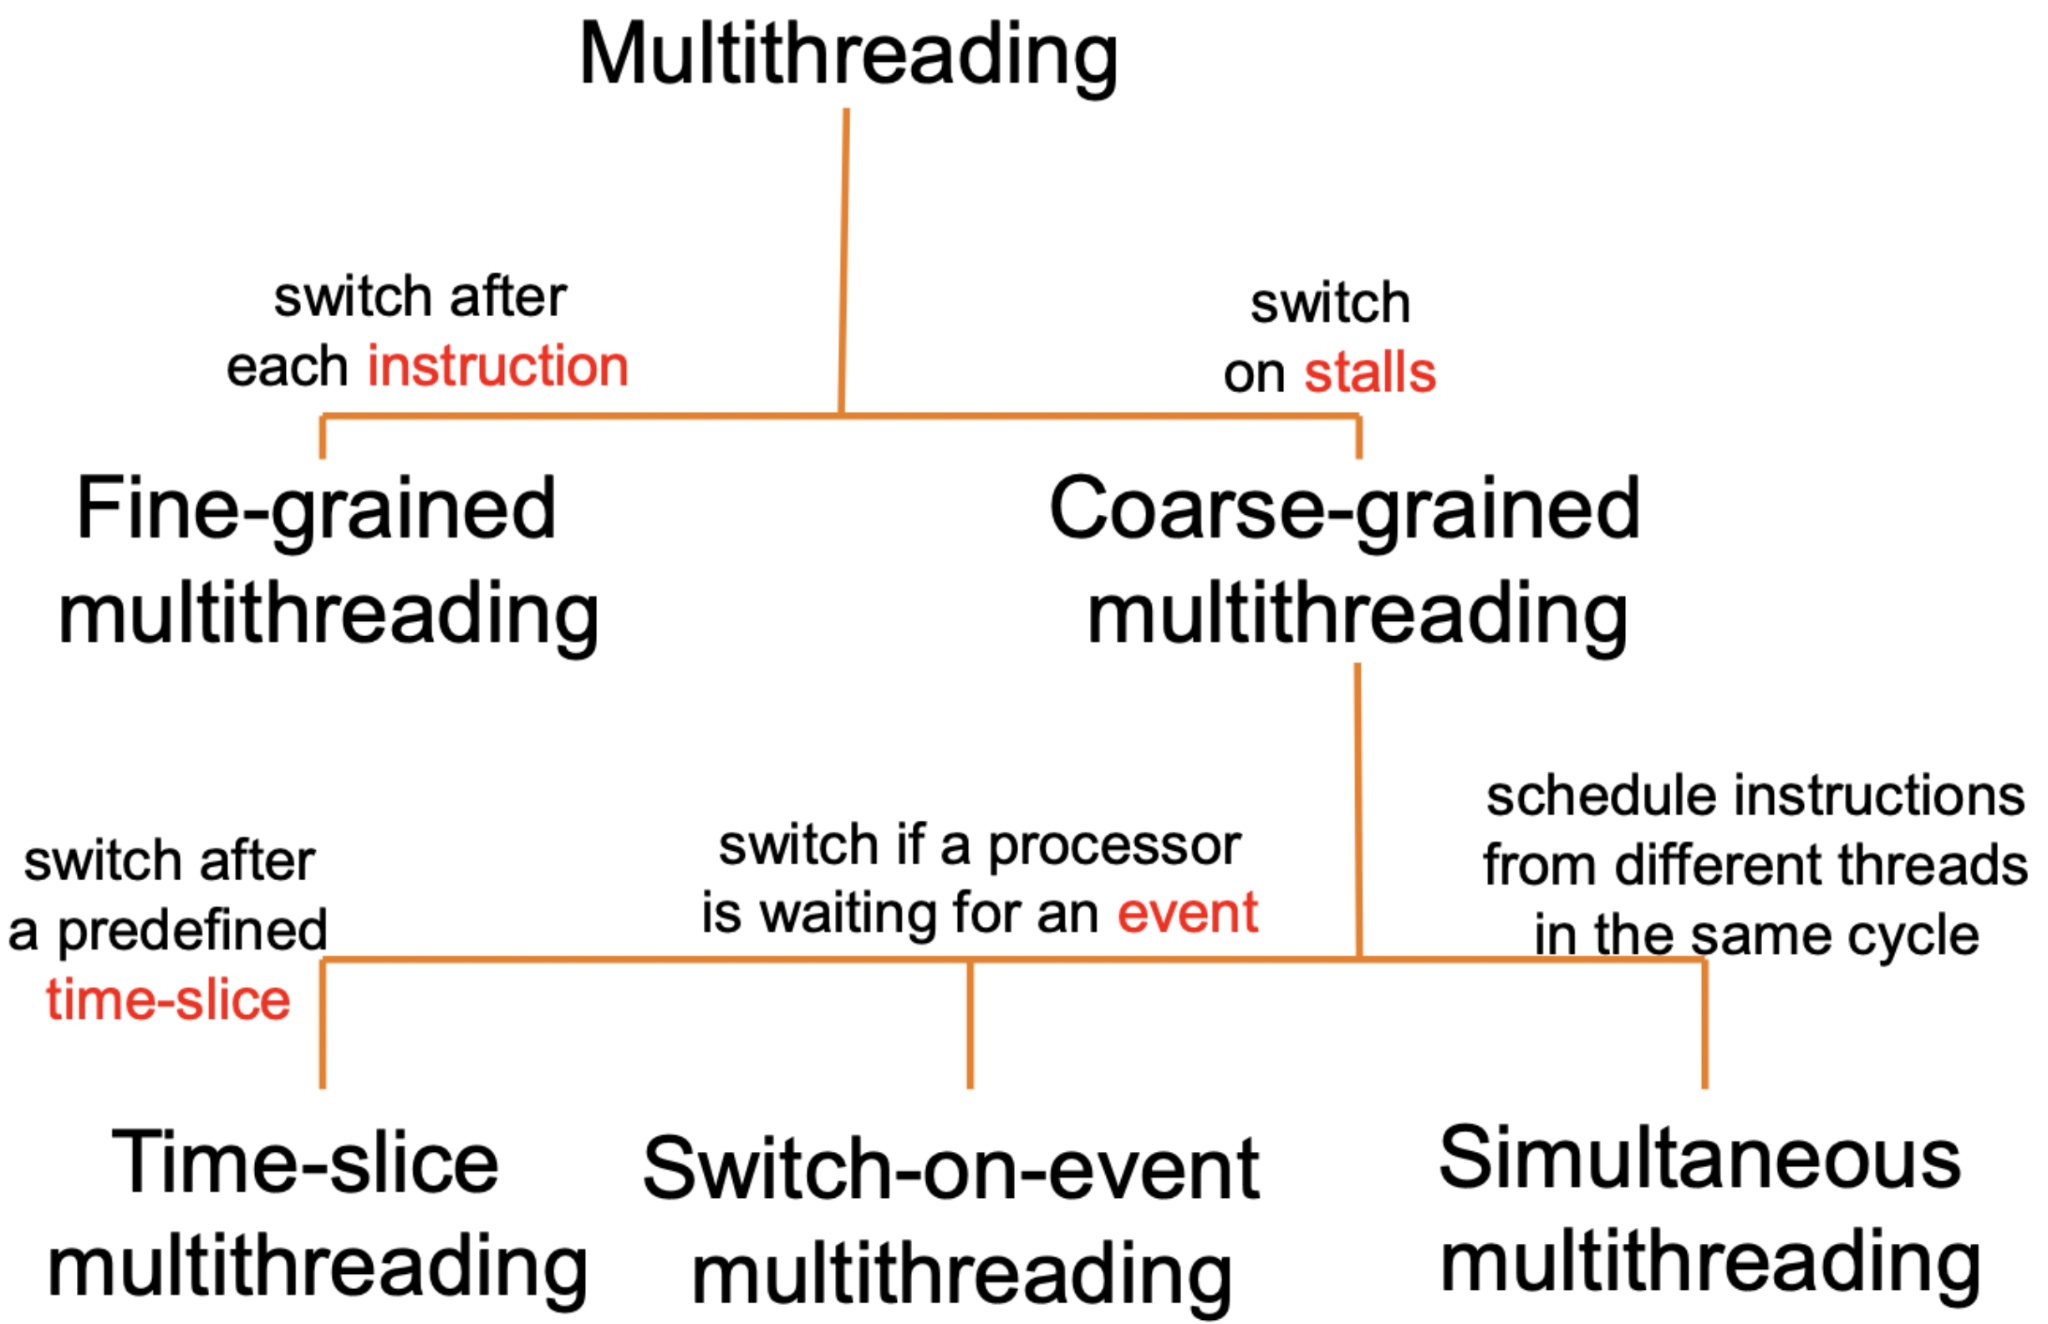 Multithreading
switch after
each instruction
switch
on stalls
Fine-grained
multithreading
Coarse-grained
multithreading
switch after
a predefined
time-slice
switch if a processor
is waiting for an event
schedule instructions
from different threads
in the same cycle
Time-slice
multithreading
Switch-on-event
multithreading
Simultaneous
multithreading